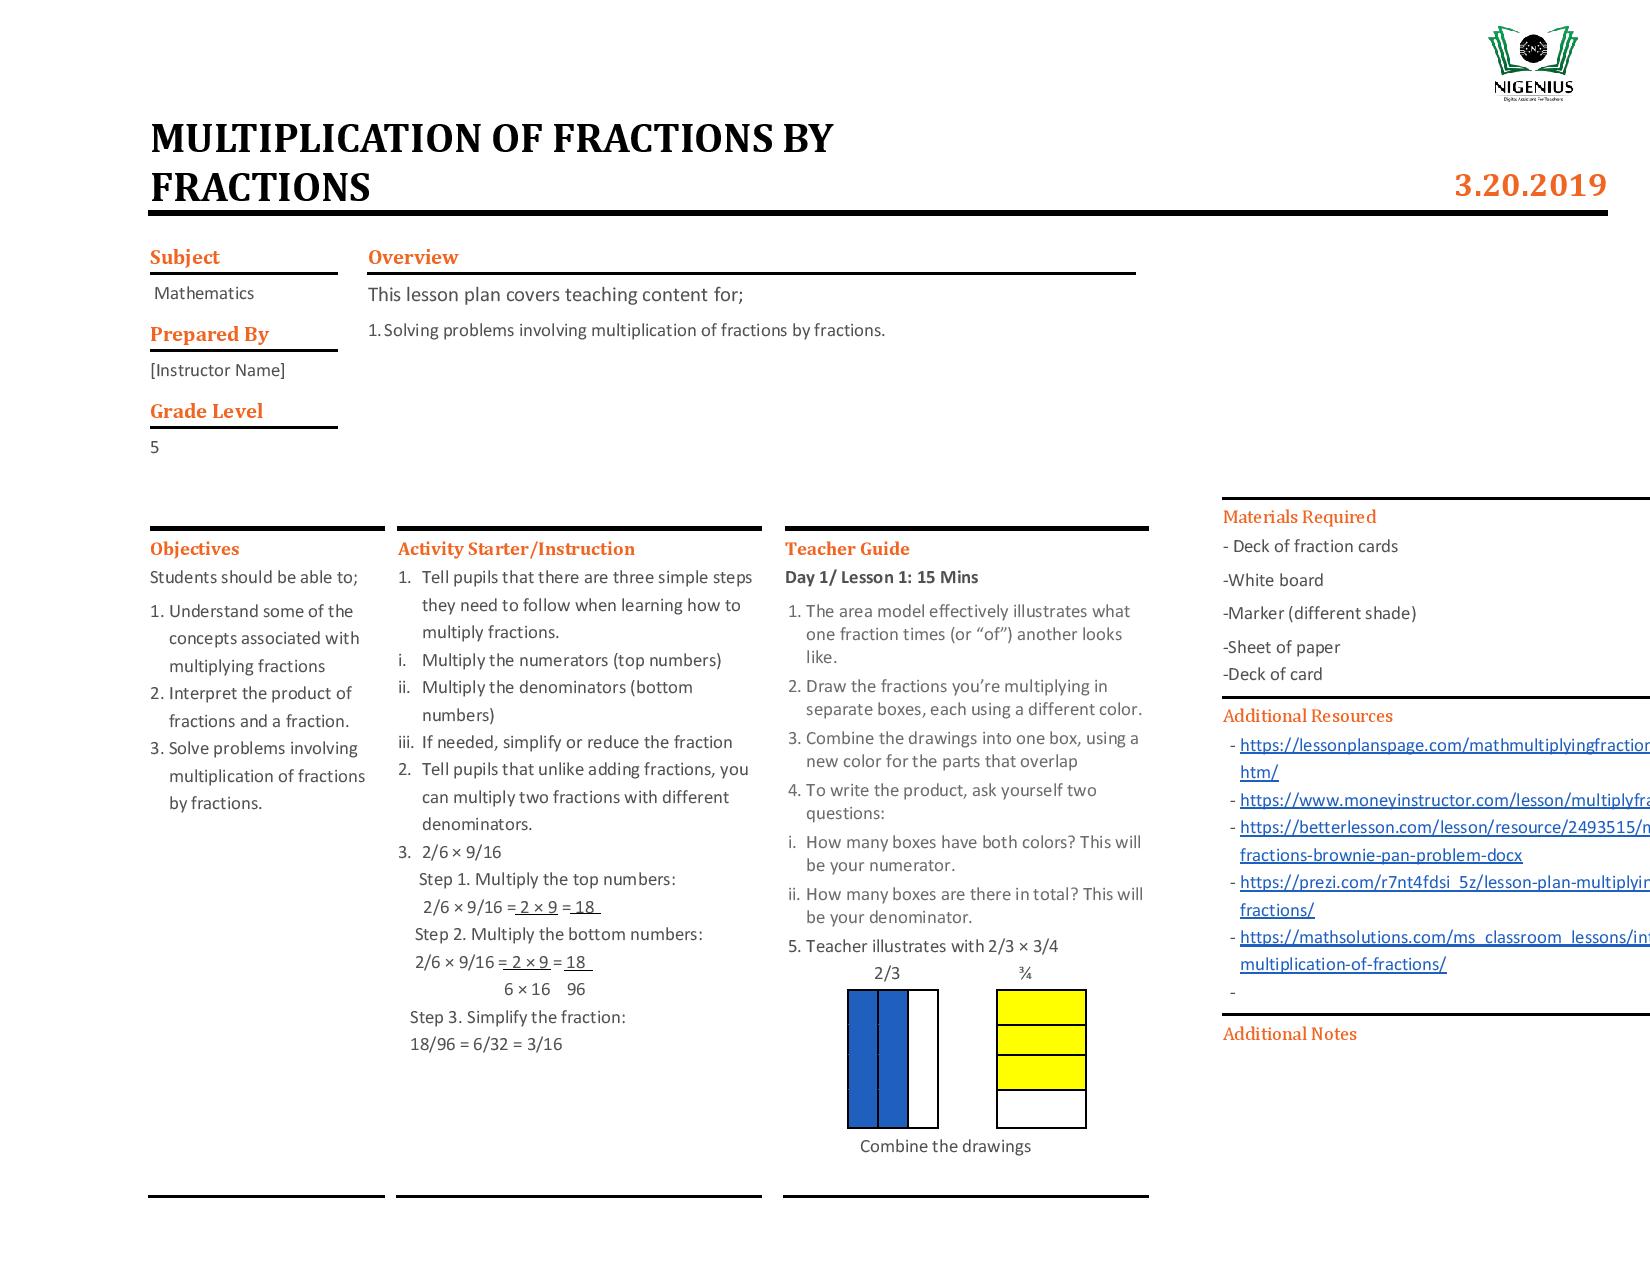 NIGENIUS
Digital Assistant For Teachers
MULTIPLICATION OF FRACTIONS BY
FRACTIONS
3.20.2019
Subject
Mathematics
Prepared By
[Instructor Name]
Grade Level
5
Overview
This lesson plan covers teaching content for;
1. Solving problems involving multiplication of fractions by fractions.
Objectives
Students should be able to;
1. Understand some of the
concepts associated with
multiplying fractions
2. Interpret the product of
fractions and a fraction.
3. Solve problems involving
multiplication of fractions
by fractions.
Activity Starter/Instruction
1. Tell pupils that there are three simple steps
they need to follow when learning how to
multiply fractions.
i. Multiply the numerators (top numbers)
ii. Multiply the denominators (bottom
numbers)
iii. If needed, simplify or reduce the fraction
2. Tell pupils that unlike adding fractions, you
can multiply two fractions with different
denominators.
3. 2/6 × 9/16
Step 1. Multiply the top numbers:
2/6 × 9/16 = 2 × 9 = 18
Step 2. Multiply the bottom numbers:
2/6 × 9/16 = 2 × 9 = 18
6 × 16 96
Step 3. Simplify the fraction:
18/96 = 6/32 = 3/16
Teacher Guide
Day 1/ Lesson 1: 15 Mins
1. The area model effectively illustrates what
one fraction times (or “of”) another looks
like.
2. Draw the fractions you’re multiplying in
separate boxes, each using a different color.
3. Combine the drawings into one box, using a
new color for the parts that overlap
4. To write the product, ask yourself two
questions:
i. How many boxes have both colors? This will
be your numerator.
ii. How many boxes are there in total? This will
be your denominator.
5. Teacher illustrates with 2/3 × 3/4
2/3 ¾
Combine the drawings
Materials Required
- Deck of fraction cards
-White board
-Marker (different shade)
-Sheet of paper
-Deck of card
Additional Resources
- https://lessonplanspage.com/mathmultiplyingfraction
htm/
- https://www.moneyinstructor.com/lesson/multiplyfra
- https://betterlesson.com/lesson/resource/2493515/m
fractions-brownie-pan-problem-docx
- https://prezi.com/r7nt4fdsi_5z/lesson-plan-multiplyin
fractions/
- https://mathsolutions.com/ms_classroom_lessons/int
multiplication-of-fractions/
-
Additional Notes